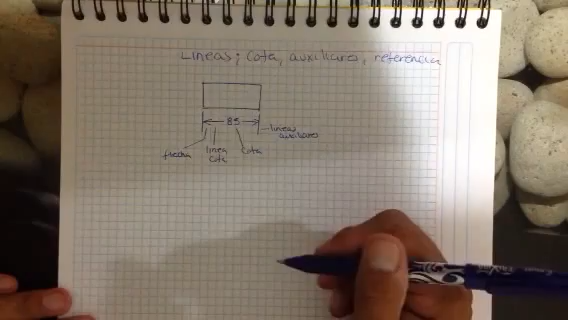 Lineas; cota, auxiliares, referencia
85
lineas
auxiliares
flecha linea cota
cota